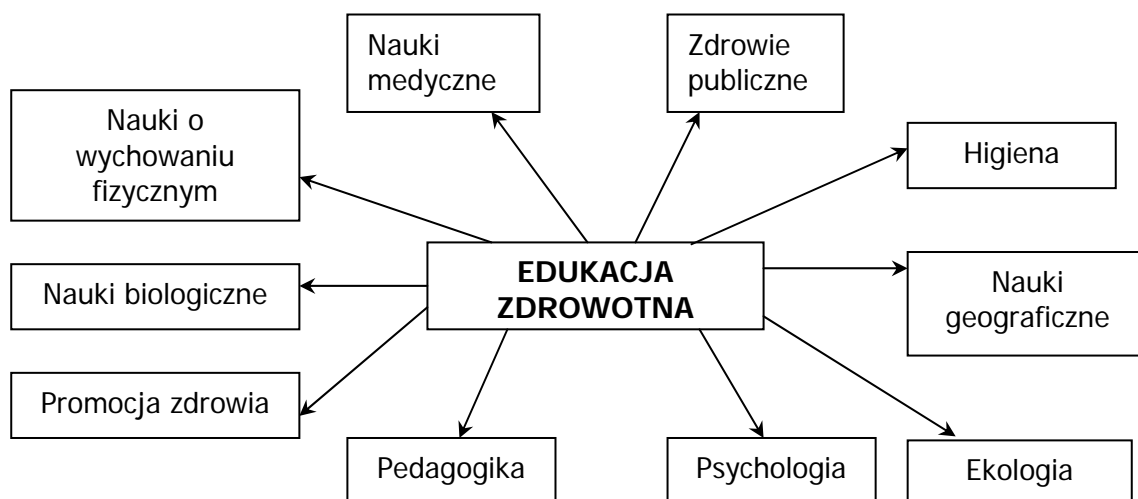 Nauki
medyczne
Zdrowie
publiczne
Nauki o
wychowaniu
fizycznym
Higiena
EDUKACJA
ZDROWOTNA
Nauki biologiczne
Nauki
geograficzne
Promocja zdrowia
Pedagogika
Psychologia
Ekologia